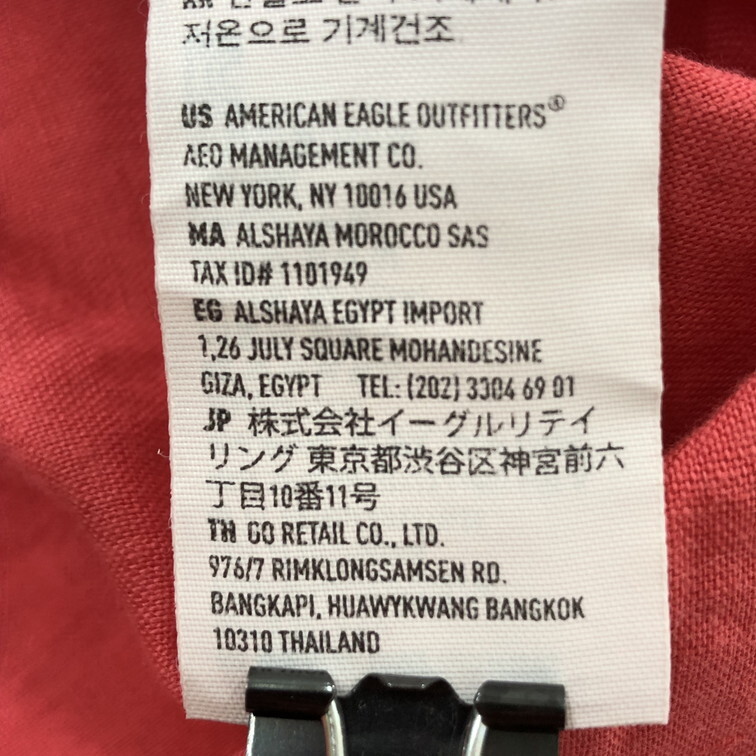 저온으로 기계건조
US AMERICAN EAGLE OUTFITTERS®
AEO MANAGEMENT CO.
NEW YORK, NY 10016 USA
MA ALSHAYA MOROCCO SAS
TAX ID# 1101949
EG ALSHAYA EGYPT IMPORT
1,26 JULY SQUARE MOHANDESINE
GIZA, EGYPT TEL: (202) 3304 69 01
JP 株式会社イーグルリテイ
リング 東京都渋谷区神宮前六
丁目10番11号
TH GO RETAIL CO., LTD.
976/7 RIMKLONGSAMSEN RD.
BANGKAPI, HUAWYKWANG BANGKOK
10310 THAILAND